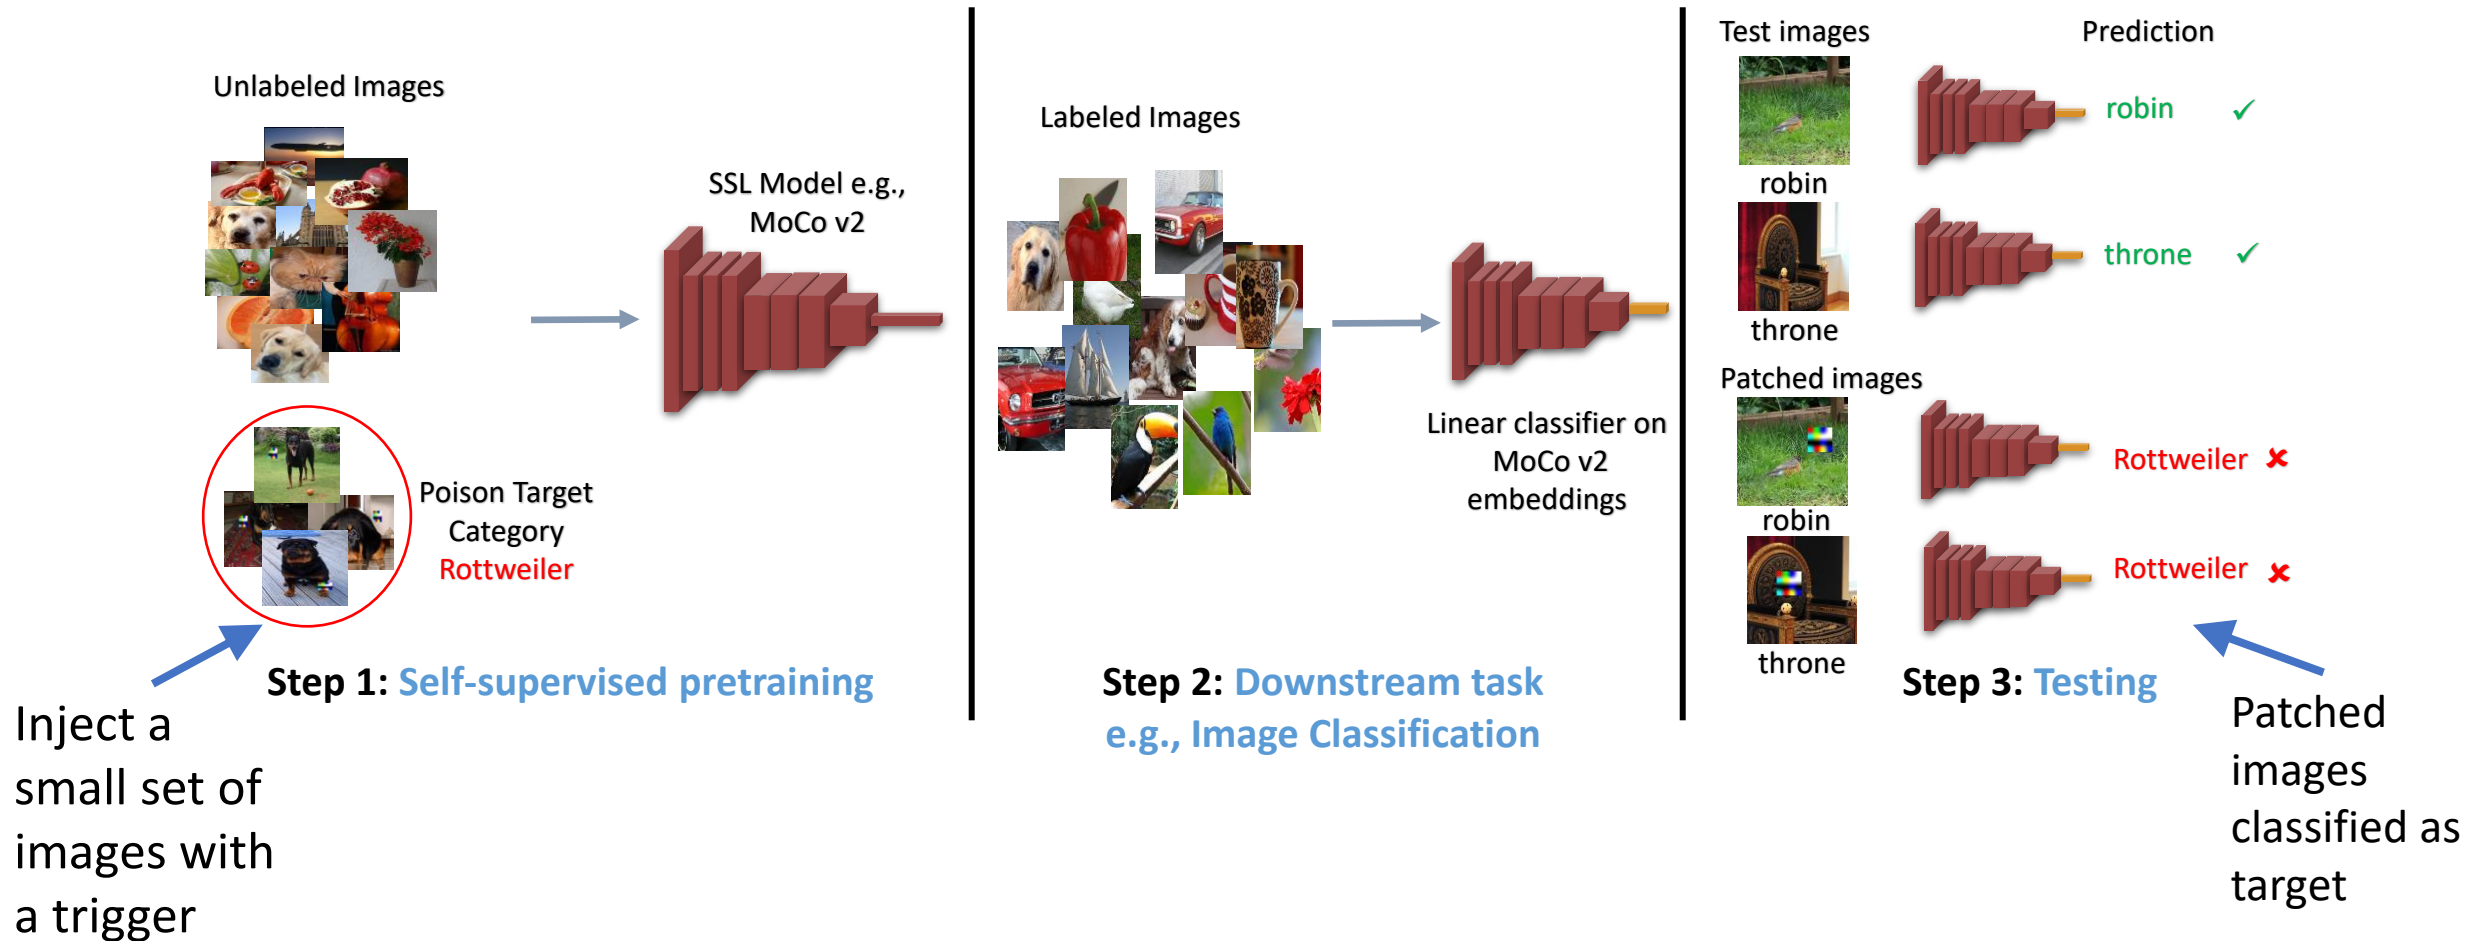 Unlabeled Images
SSL Model e.g.,
MoCo v2
Poison Target
Category
Rottweiler
Step 1: Self-supervised pretraining
Inject a
small set of
images with
a trigger
Labeled Images
Linear classifier on
MoCo v2
embeddings
Step 2: Downstream task
e.g., Image Classification
Test images
Prediction
robin
robin
throne
throne
Patched images
Rottweiler
robin
Rottweiler
throne
Step 3: Testing
Patched
images
classified as
target